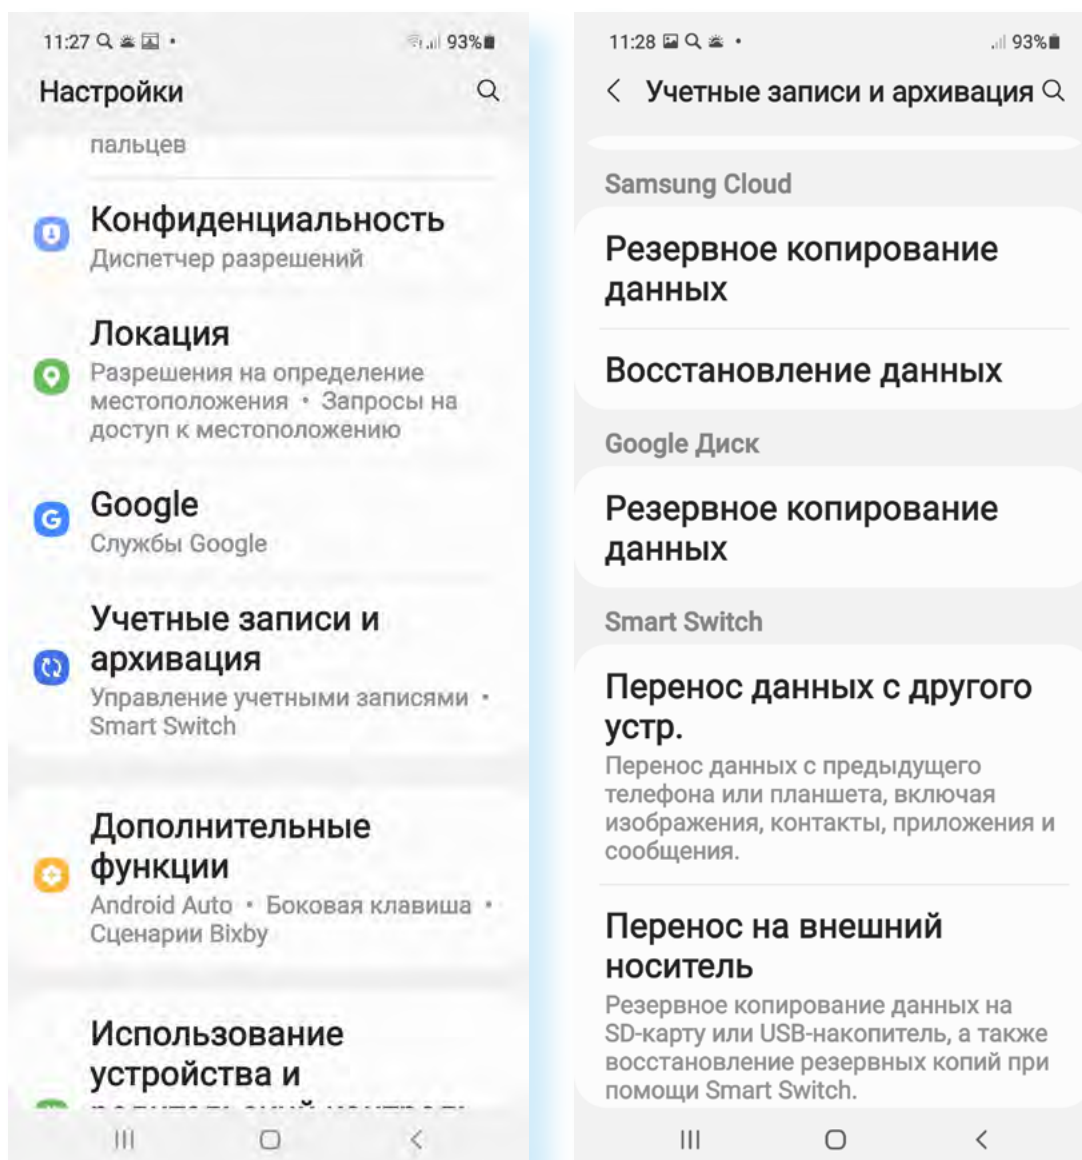 11:27
93%
Настройки
пальцев
Конфиденциальность
Диспетчер разрешений
Локация
Разрешения на определение
местоположения • Запросы на
доступ к местоположению
Google
Службы Google
Учетные записи и
архивация
Управление учетными записями •
Smart Switch
Дополнительные
функции
Android Auto • Боковая клавиша •
Сценарии Bixby
Использование
устройства и
11:28
93%
Учетные записи и архивация
Samsung Cloud
Резервное копирование
данных
Восстановление данных
Google Диск
Резервное копирование
данных
Smart Switch
Перенос данных с другого
устр.
Перенос данных с предыдущего
телефона или планшета, включая
изображения, контакты, приложения и
сообщения.
Перенос на внешний
носитель
Резервное копирование данных на
SD-карту или USB-накопитель, а также
восстановление резервных копий при
помощи Smart Switch.